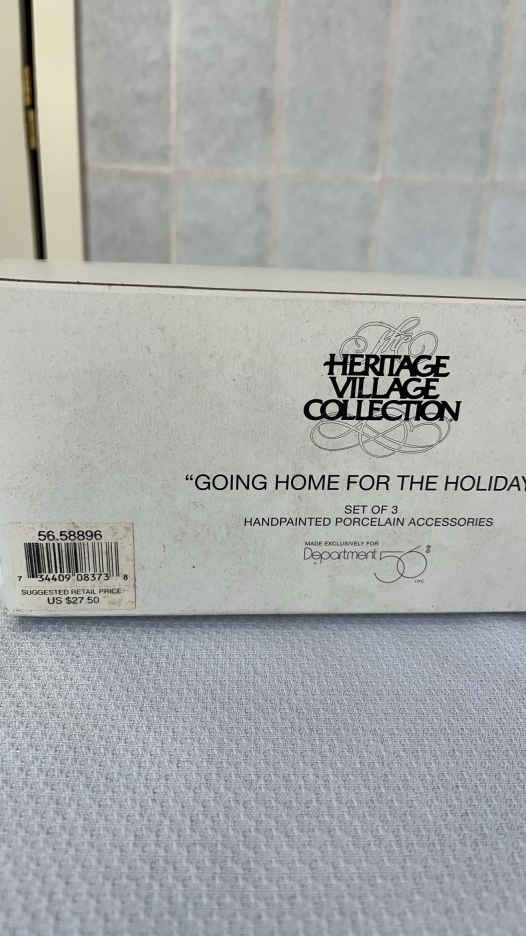 The
HERITAGE
VILLAGE
COLLECTION
"GOING HOME FOR THE HOLIDAY
SET OF 3
HANDPAINTED PORCELAIN ACCESSORIES
MADE EXCLUSIVELY FOR
Department 56®
INC.
56.58896
7 34409 08373 8
SUGGESTED RETAIL PRICE
US $27.50